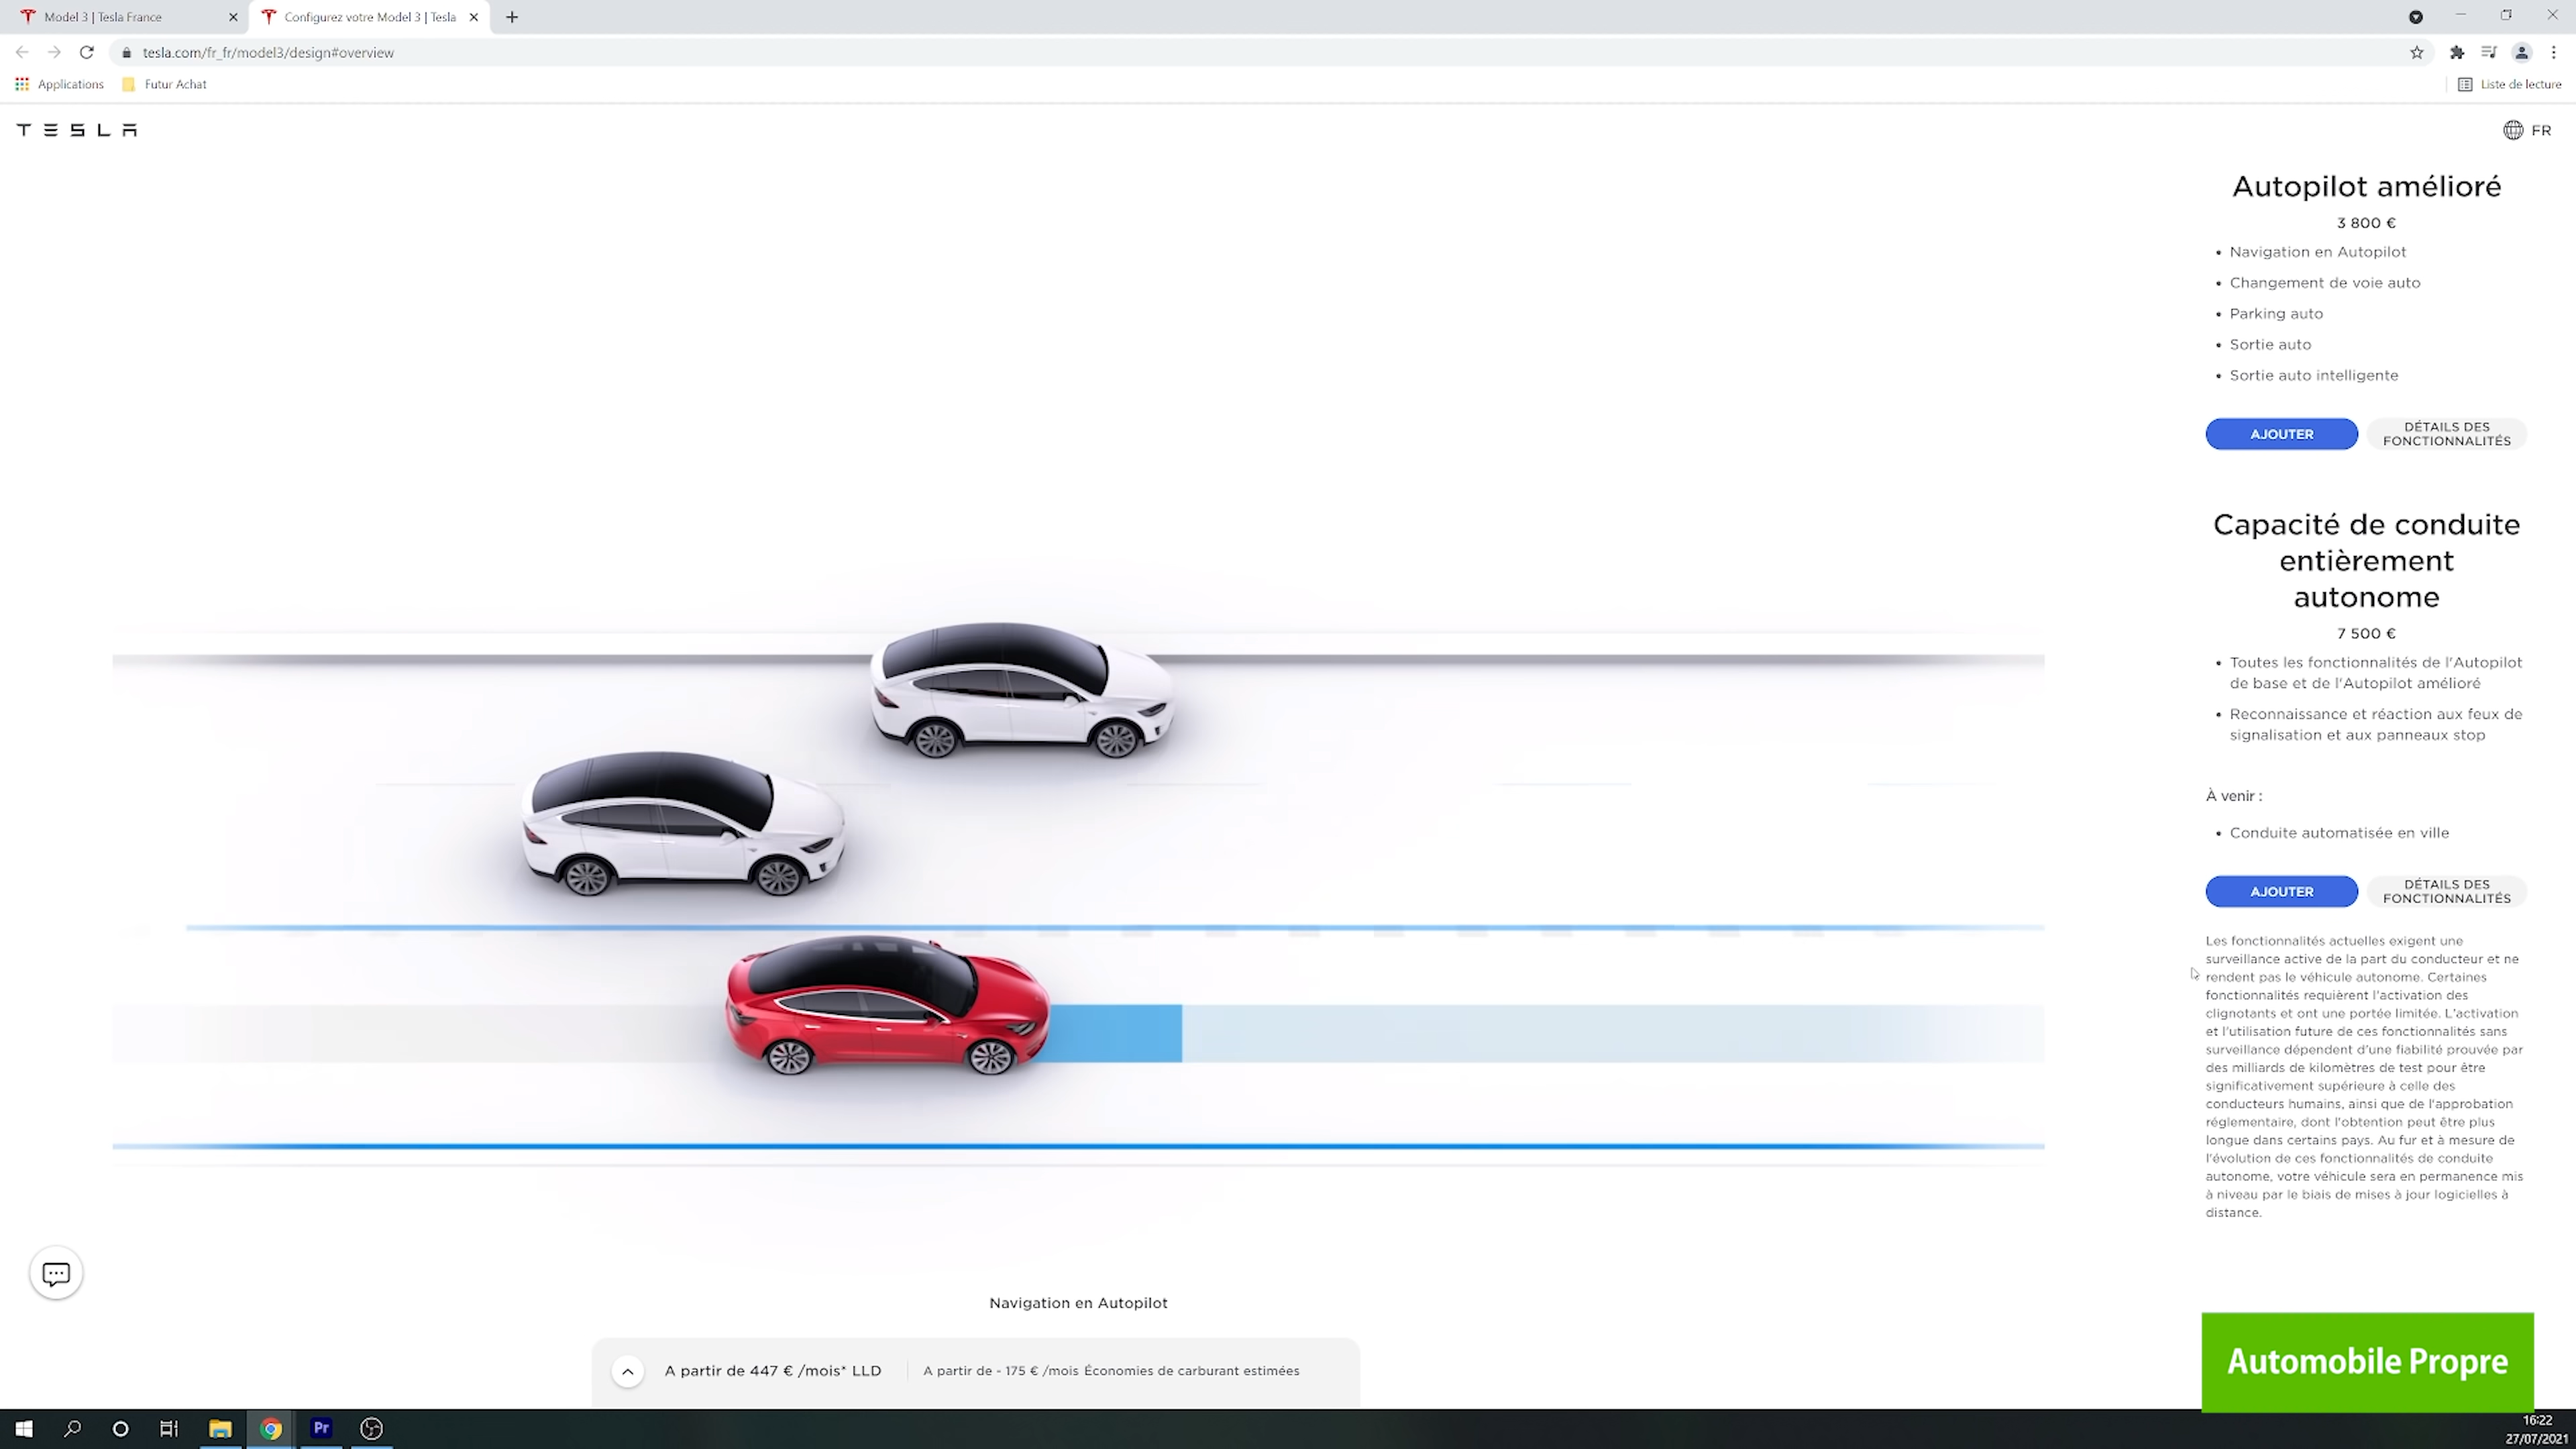 Model 3 | Tesla France
Configurez votre Model 3 | Tesla
tesla.com/fr_fr/model3/design#overview
Applications
Futur Achat
Liste de lecture
TESLA
FR
Autopilot amélioré
3 800 €
• Navigation en Autopilot
• Changement de voie auto
• Parking auto
• Sortie auto
• Sortie auto intelligente
AJOUTER
DÉTAILS DES
FONCTIONNALITÉS
Capacité de conduite
entièrement
autonome
7 500 €
• Toutes les fonctionnalités de l'Autopilot
de base et de l'Autopilot amélioré
• Reconnaissance et réaction aux feux de
signalisation et aux panneaux stop
À venir :
• Conduite automatisée en ville
AJOUTER
DÉTAILS DES
FONCTIONNALITÉS
Les fonctionnalités actuelles exigent une
surveillance active de la part du conducteur et ne
rendent pas le véhicule autonome. Certaines
fonctionnalités requièrent l'activation des
clignotants et ont une portée limitée. L'activation
et l'utilisation future de ces fonctionnalités sans
surveillance dépendent d'une fiabilité prouvée par
des milliards de kilomètres de test pour être
significativement supérieure à celle des
conducteurs humains, ainsi que de l'approbation
réglementaire, dont l'obtention peut être plus
longue dans certains pays. Au fur et à mesure de
l'évolution de ces fonctionnalités de conduite
autonome, votre véhicule sera en permanence mis
à niveau par le biais de mises à jour logicielles à
distance.
Navigation en Autopilot
A partir de 447 € /mois* LLD
A partir de - 175 € /mois Économies de carburant estimées
Automobile Propre
Pr
16:22
27/07/2021